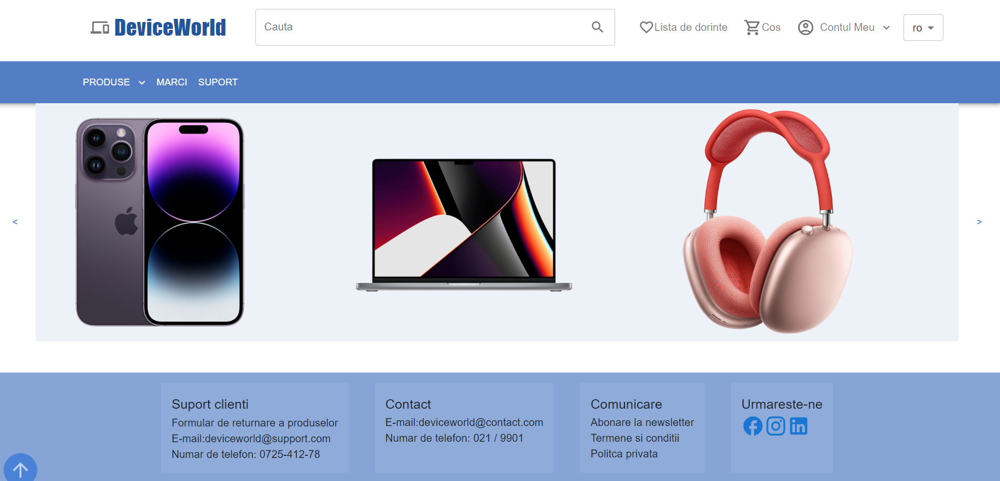 DeviceWorld
Cauta
Lista de dorinte
Cos
Contul Meu
ro
PRODUSE
MARCI
SUPORT
<
>
Suport clienti
Formular de returnare a produselor
E-mail:deviceworld@support.com
Numar de telefon: 0725-412-78
Contact
E-mail:deviceworld@contact.com
Numar de telefon: 021 / 9901
Comunicare
Abonare la newsletter
Termene si conditii
Politca privata
Urmareste-ne